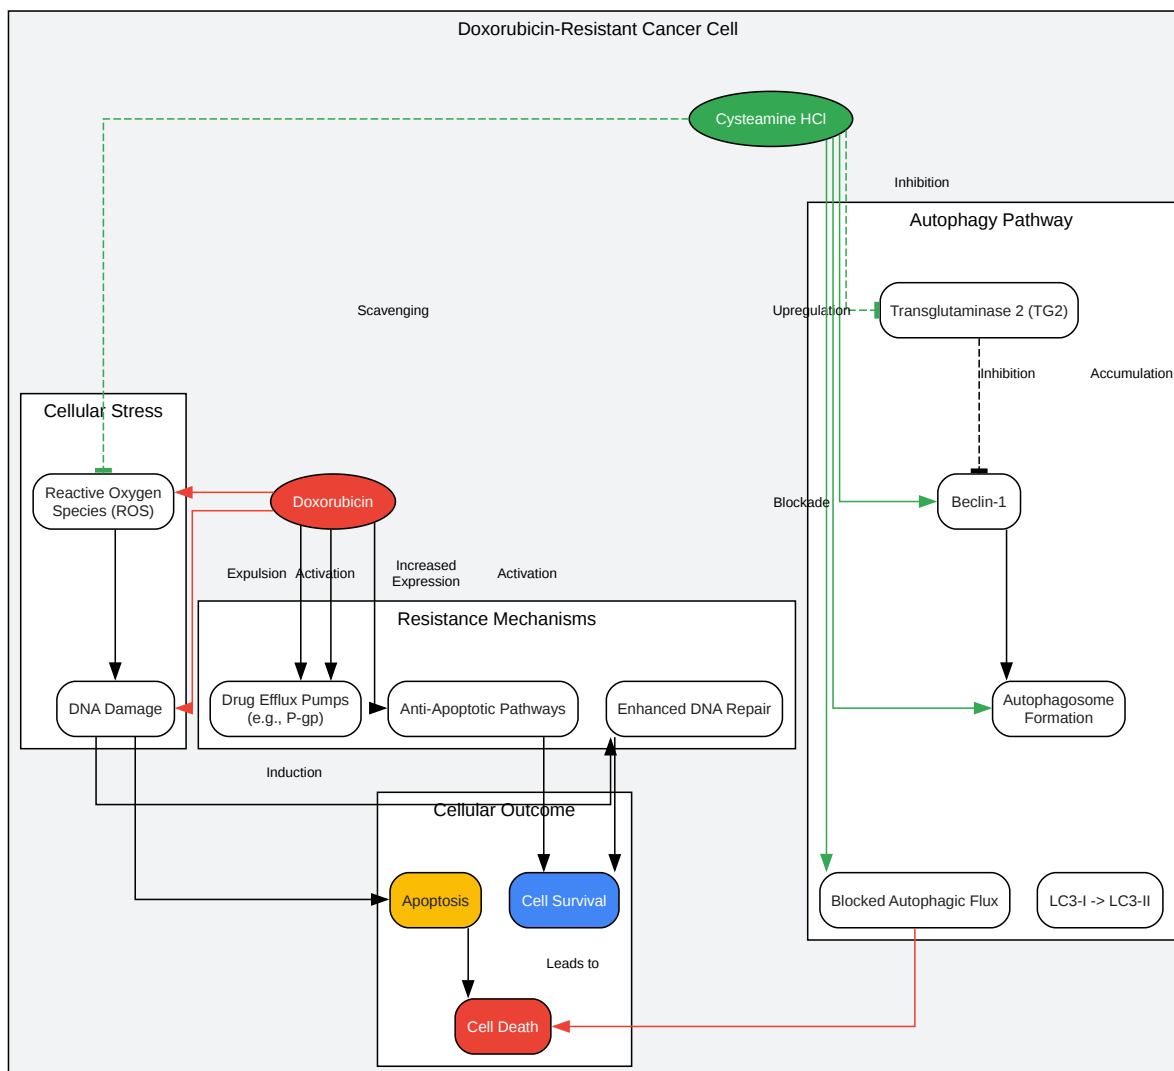 Doxorubicin-Resistant Cancer Cell
Cysteamine HCl
Inhibition
Autophagy Pathway
Scavenging
Upregulation
Transglutaminase 2 (TG2)
Inhibition
Accumulation
Cellular Stress
Reactive Oxygen
Species (ROS)
Doxorubicin
Blockade
Beclin-1
Expulsion
Activation
Increased
Expression
Activation
Resistance Mechanisms
DNA Damage
Drug Efflux Pumps
(e.g., P-gp)
Anti-Apoptotic Pathways
Enhanced DNA Repair
Autophagosome
Formation
Induction
Cellular Outcome
Apoptosis
Cell Survival
Blocked Autophagic Flux
LC3-I -> LC3-II
Leads to
Cell Death